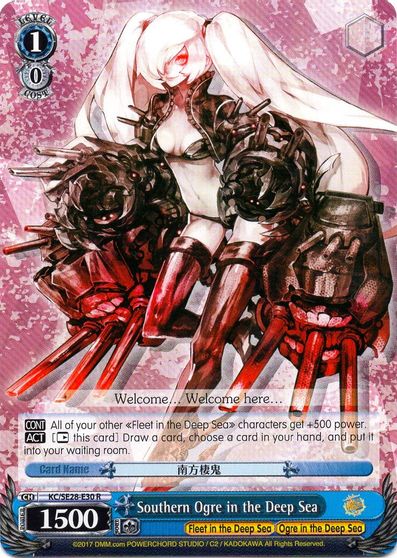 LEVEL
1
0
COST
Welcome... Welcome here...
CONT All of your other «Fleet in the Deep Sea» characters get +500 power.
ACT [ this card] Draw a card, choose a card in your hand, and put it
into your waiting room.
Card Name 南方棲鬼
CH KC/SE28-E30 R
Southern Ogre in the Deep Sea
POWER 1500 SOUL
Fleet in the Deep Sea Ogre in the Deep Sea
©2017 DMM.com POWERCHORD STUDIO / C2 / KADOKAWA All Rights Reserved.